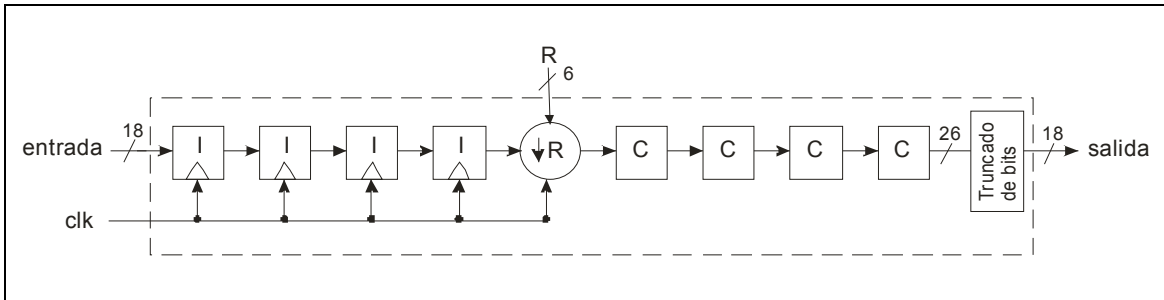 R
6
entrada 18 I I I I ↓R C C C C 26 Truncado de bits 18 salida
clk